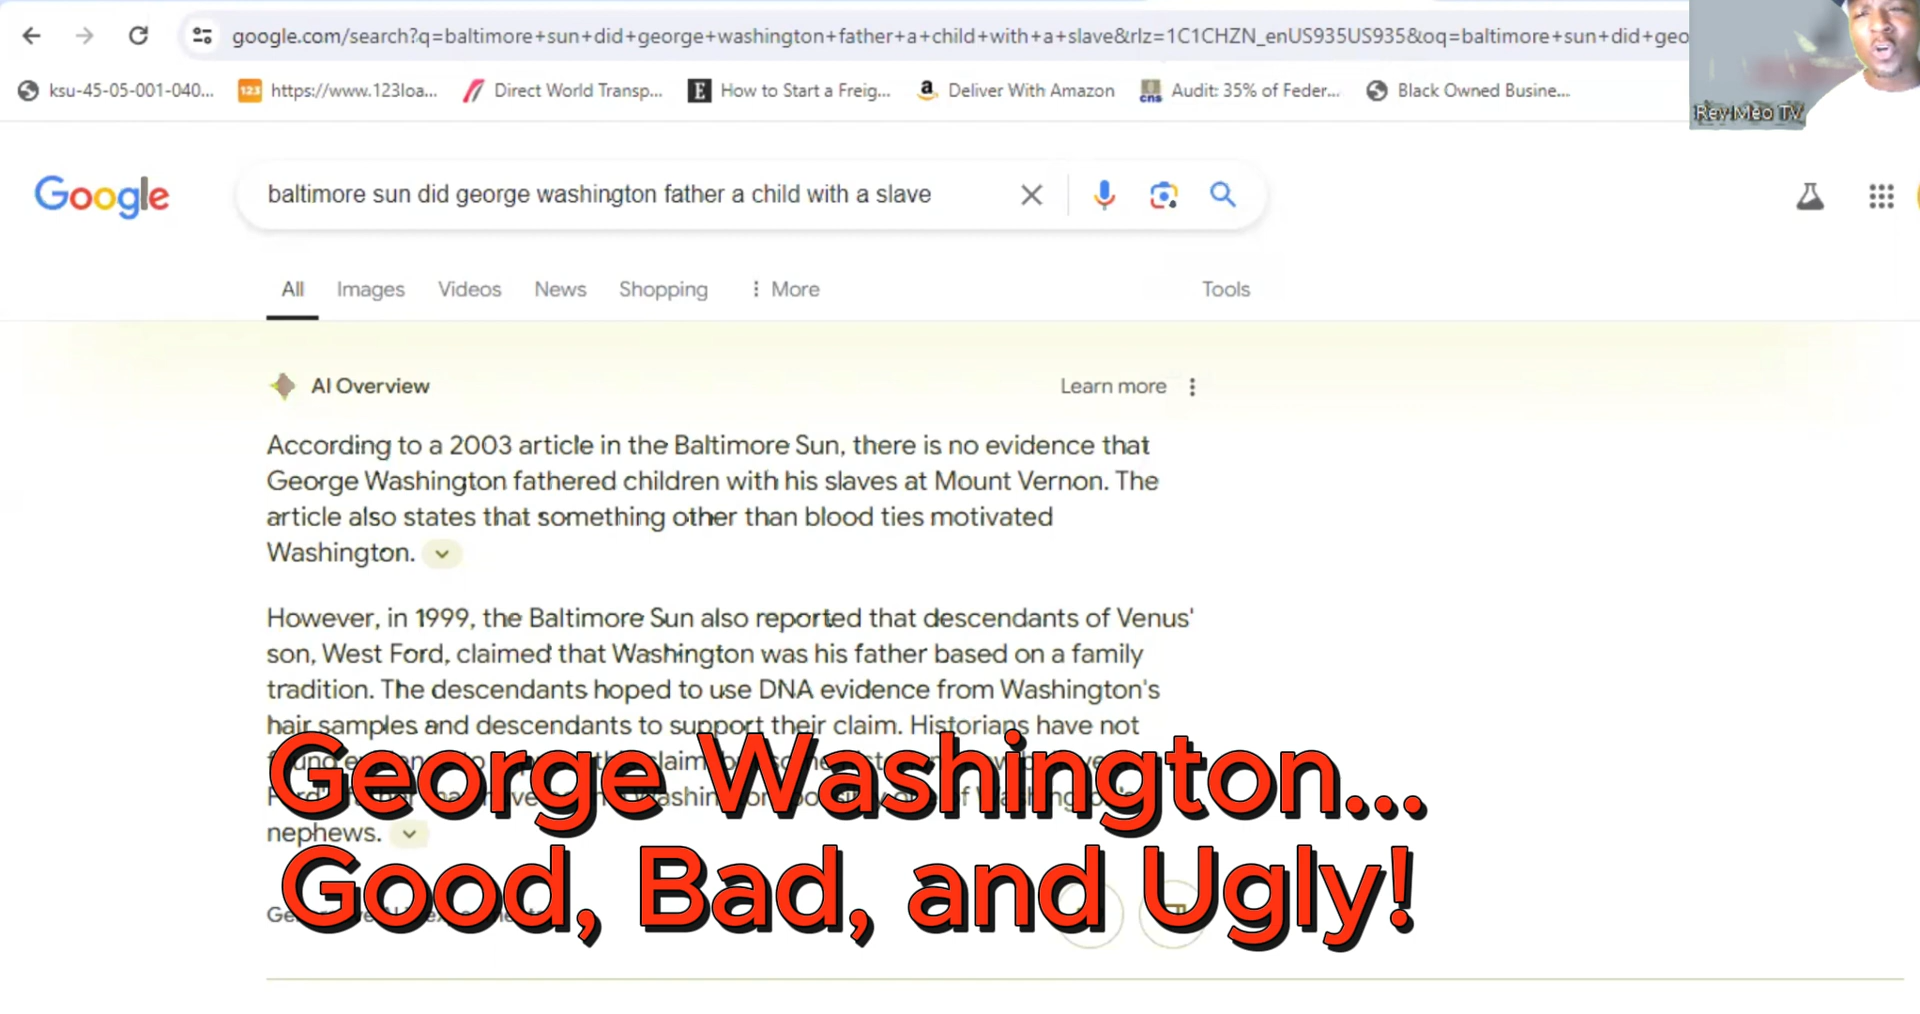 google.com/search?q=baltimore+sun+did+george+washington+father+a+child+with+a+slave&rlz=1C1CHZN_enUS935US935&oq=baltimore+sun+did+geo
ksu-45-05-001-040... 123 https://www.123loa... Direct World Transp... E How to Start a Freig... a Deliver With Amazon cns Audit: 35% of Feder... Black Owned Busine...
RevMeo TV
Google baltimore sun did george washington father a child with a slave
All Images Videos News Shopping More Tools
AI Overview Learn more
According to a 2003 article in the Baltimore Sun, there is no evidence that
George Washington fathered children with his slaves at Mount Vernon. The
article also states that something other than blood ties motivated
Washington.
However, in 1999, the Baltimore Sun also reported that descendants of Venus'
son, West Ford, claimed that Washington was his father based on a family
tradition. The descendants hoped to use DNA evidence from Washington's
hair samples and descendants to support their claim. Historians have not
nephews.
George Washington...
Good, Bad, and Ugly!